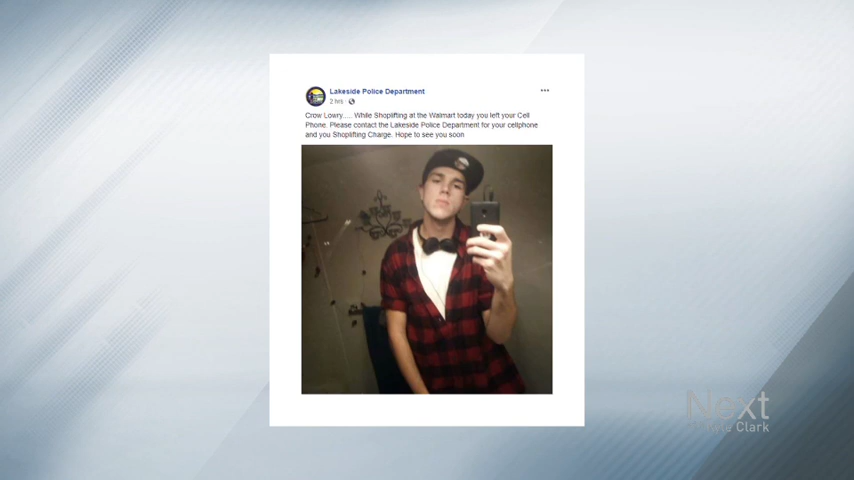 Lakeside Police Department
2 hrs ·
Crow Lowry..... While Shoplifting at the Walmart today you left your Cell
Phone. Please contact the Lakeside Police Department for your cellphone
and you Shoplifting Charge. Hope to see you soon
Next
Kyle Clark